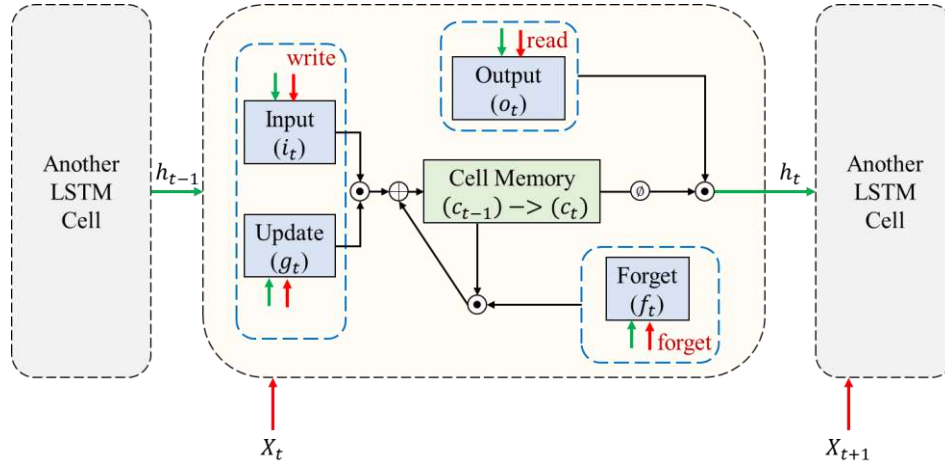 Another
LSTM
Cell
h_{t-1}
write
Input
(i_t)
Update
(g_t)
read
Output
(o_t)
Cell Memory
(c_{t-1}) −> (c_t)
∅
Forget
(f_t)
forget
h_t
Another
LSTM
Cell
X_t
X_{t+1}